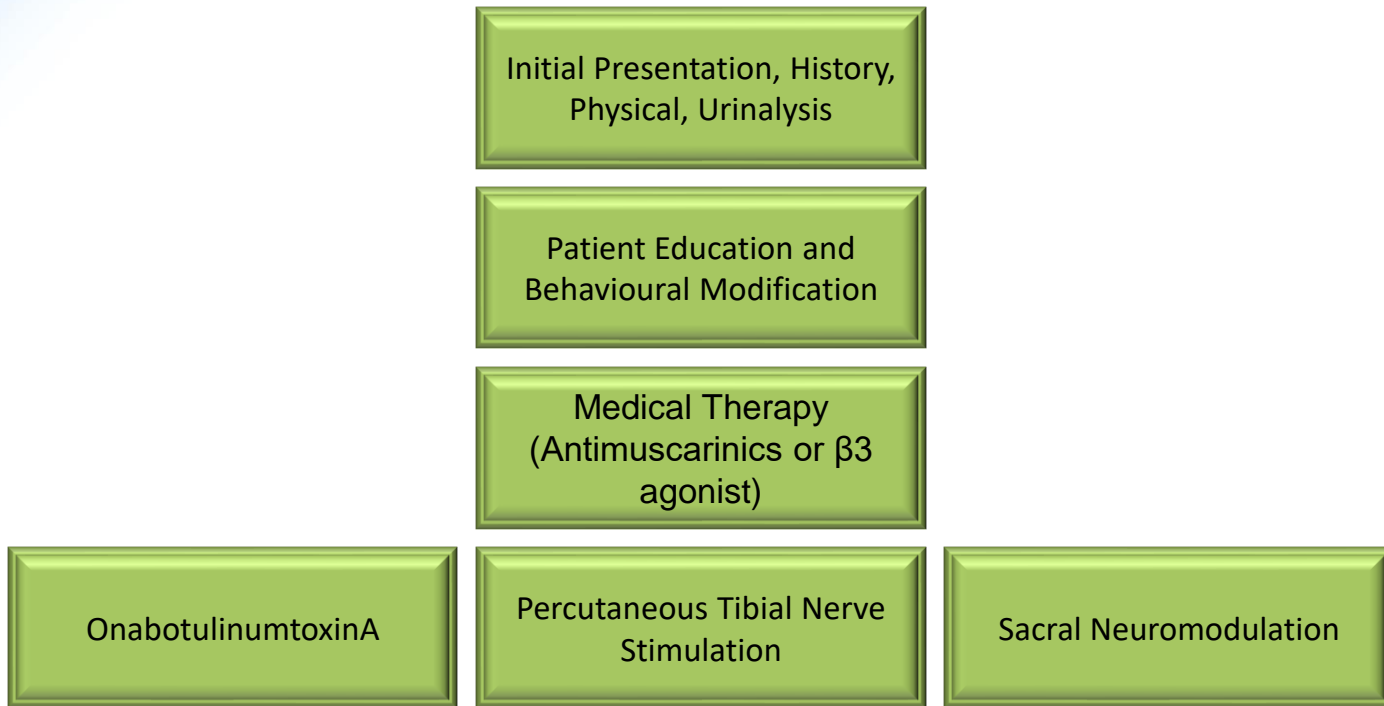 Initial Presentation, History,
Physical, Urinalysis
Patient Education and
Behavioural Modification
Medical Therapy
(Antimuscarinics or β3
agonist)
OnabotulinumtoxinA
Percutaneous Tibial Nerve
Stimulation
Sacral Neuromodulation